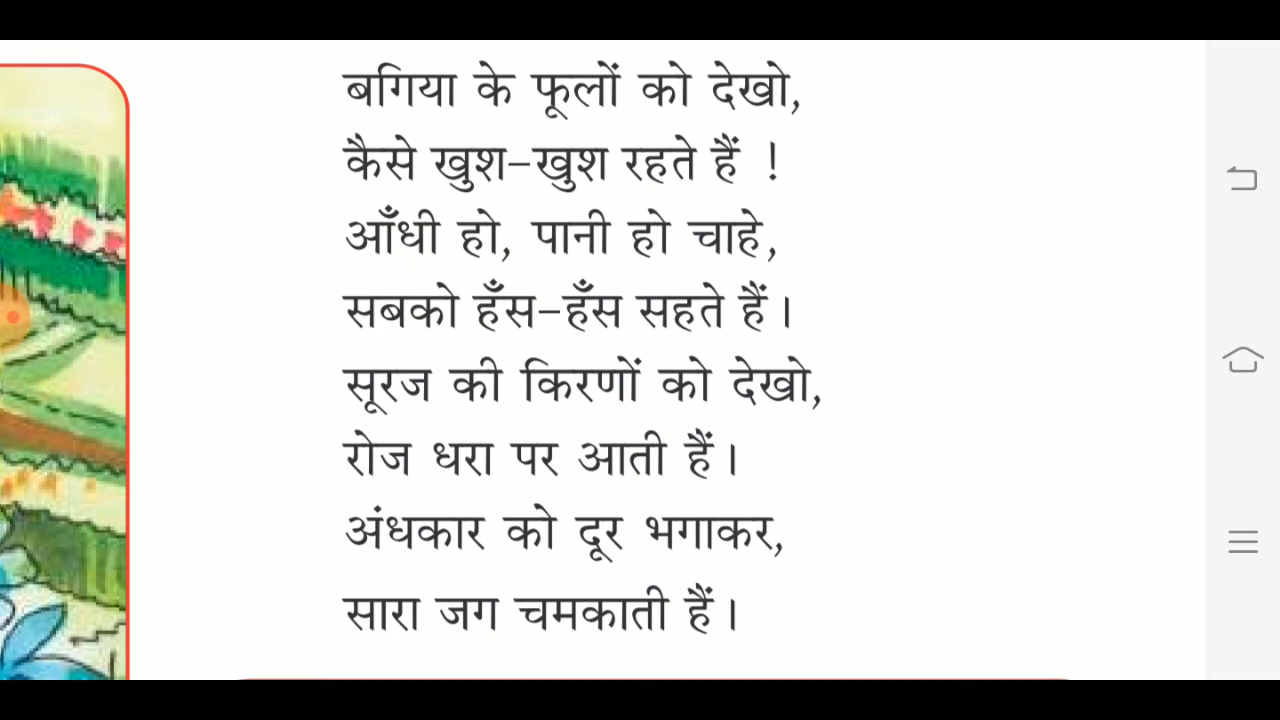 बगिया के फूलों को देखो,
कैसे खुश-खुश रहते हैं !
आँधी हो, पानी हो चाहे,
सबको हँस-हँस सहते हैं।
सूरज की किरणों को देखो,
रोज धरा पर आती हैं।
अंधकार को दूर भगाकर,
सारा जग चमकाती हैं।